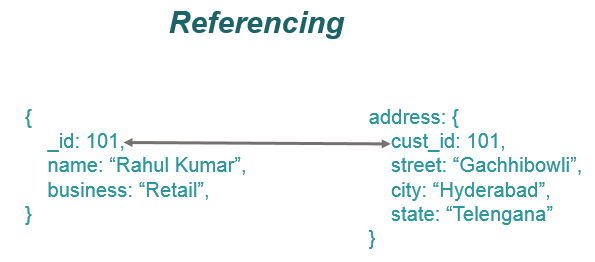 Referencing
{
_id: 101,
name: “Rahul Kumar”,
business: “Retail”,
}
address: {
cust_id: 101,
street: “Gachhibowli”,
city: “Hyderabad”,
state: “Telengana”
}